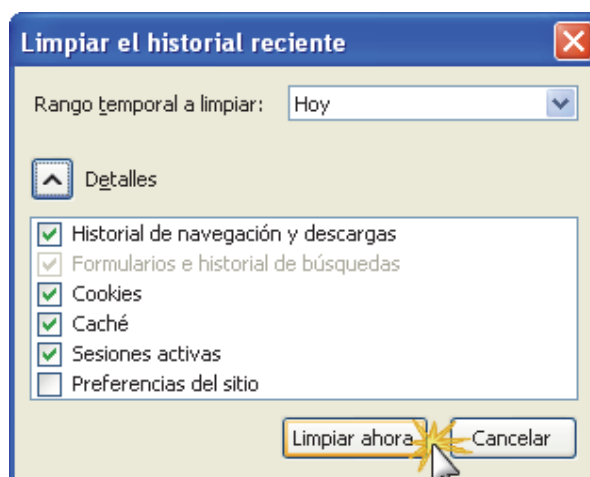 Limpiar el historial reciente
Rango temporal a limpiar: Hoy
Detalles
Historial de navegación y descargas
Formularios e historial de búsquedas
Cookies
Caché
Sesiones activas
Preferencias del sitio
Limpiar ahora Cancelar